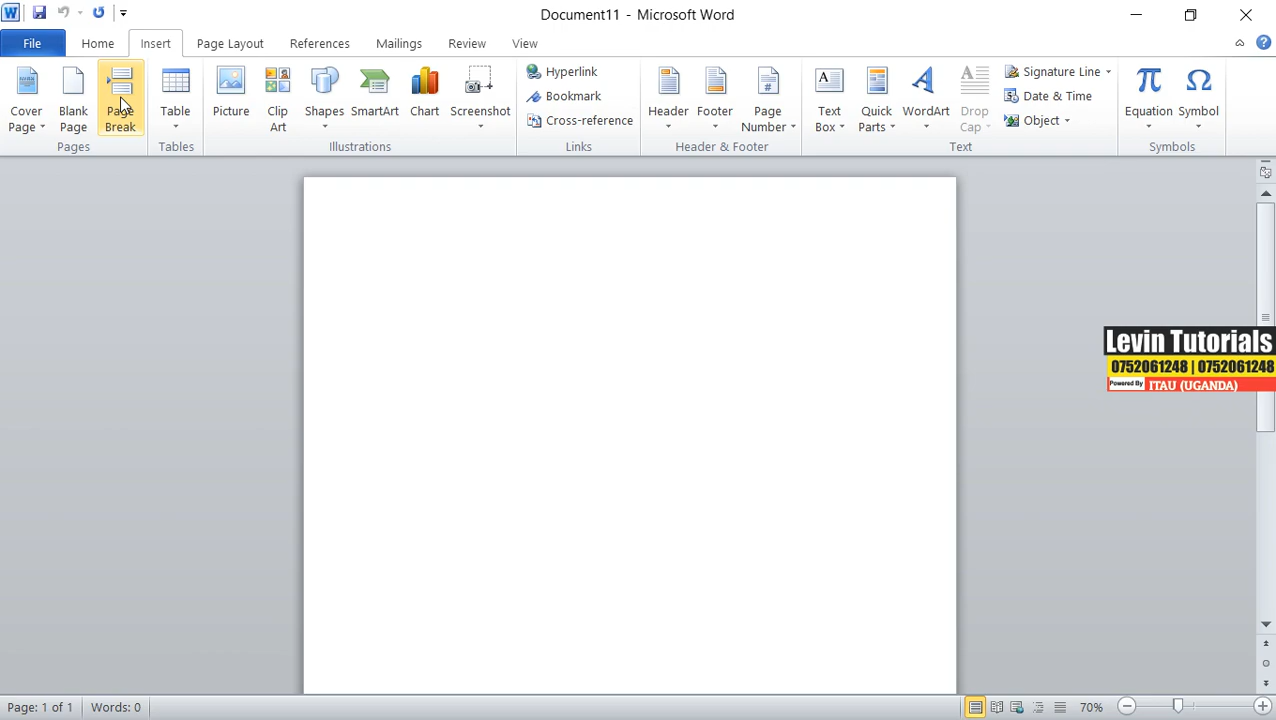 Document11 - Microsoft Word
File Home Insert Page Layout References Mailings Review View
Cover Page
Blank Page
Page Break
Pages
Table
Tables
Picture
Clip Art
Shapes
SmartArt
Chart
Screenshot
Illustrations
Hyperlink
Bookmark
Cross-reference
Links
Header
Footer
Page Number
Header & Footer
Text Box
Quick Parts
WordArt
Drop Cap
Signature Line
Date & Time
Object
Text
Equation
Symbol
Symbols
Levin Tutorials
0752061248 | 0752061248
Powered By ITAU (UGANDA)
Page: 1 of 1 Words: 0 70%